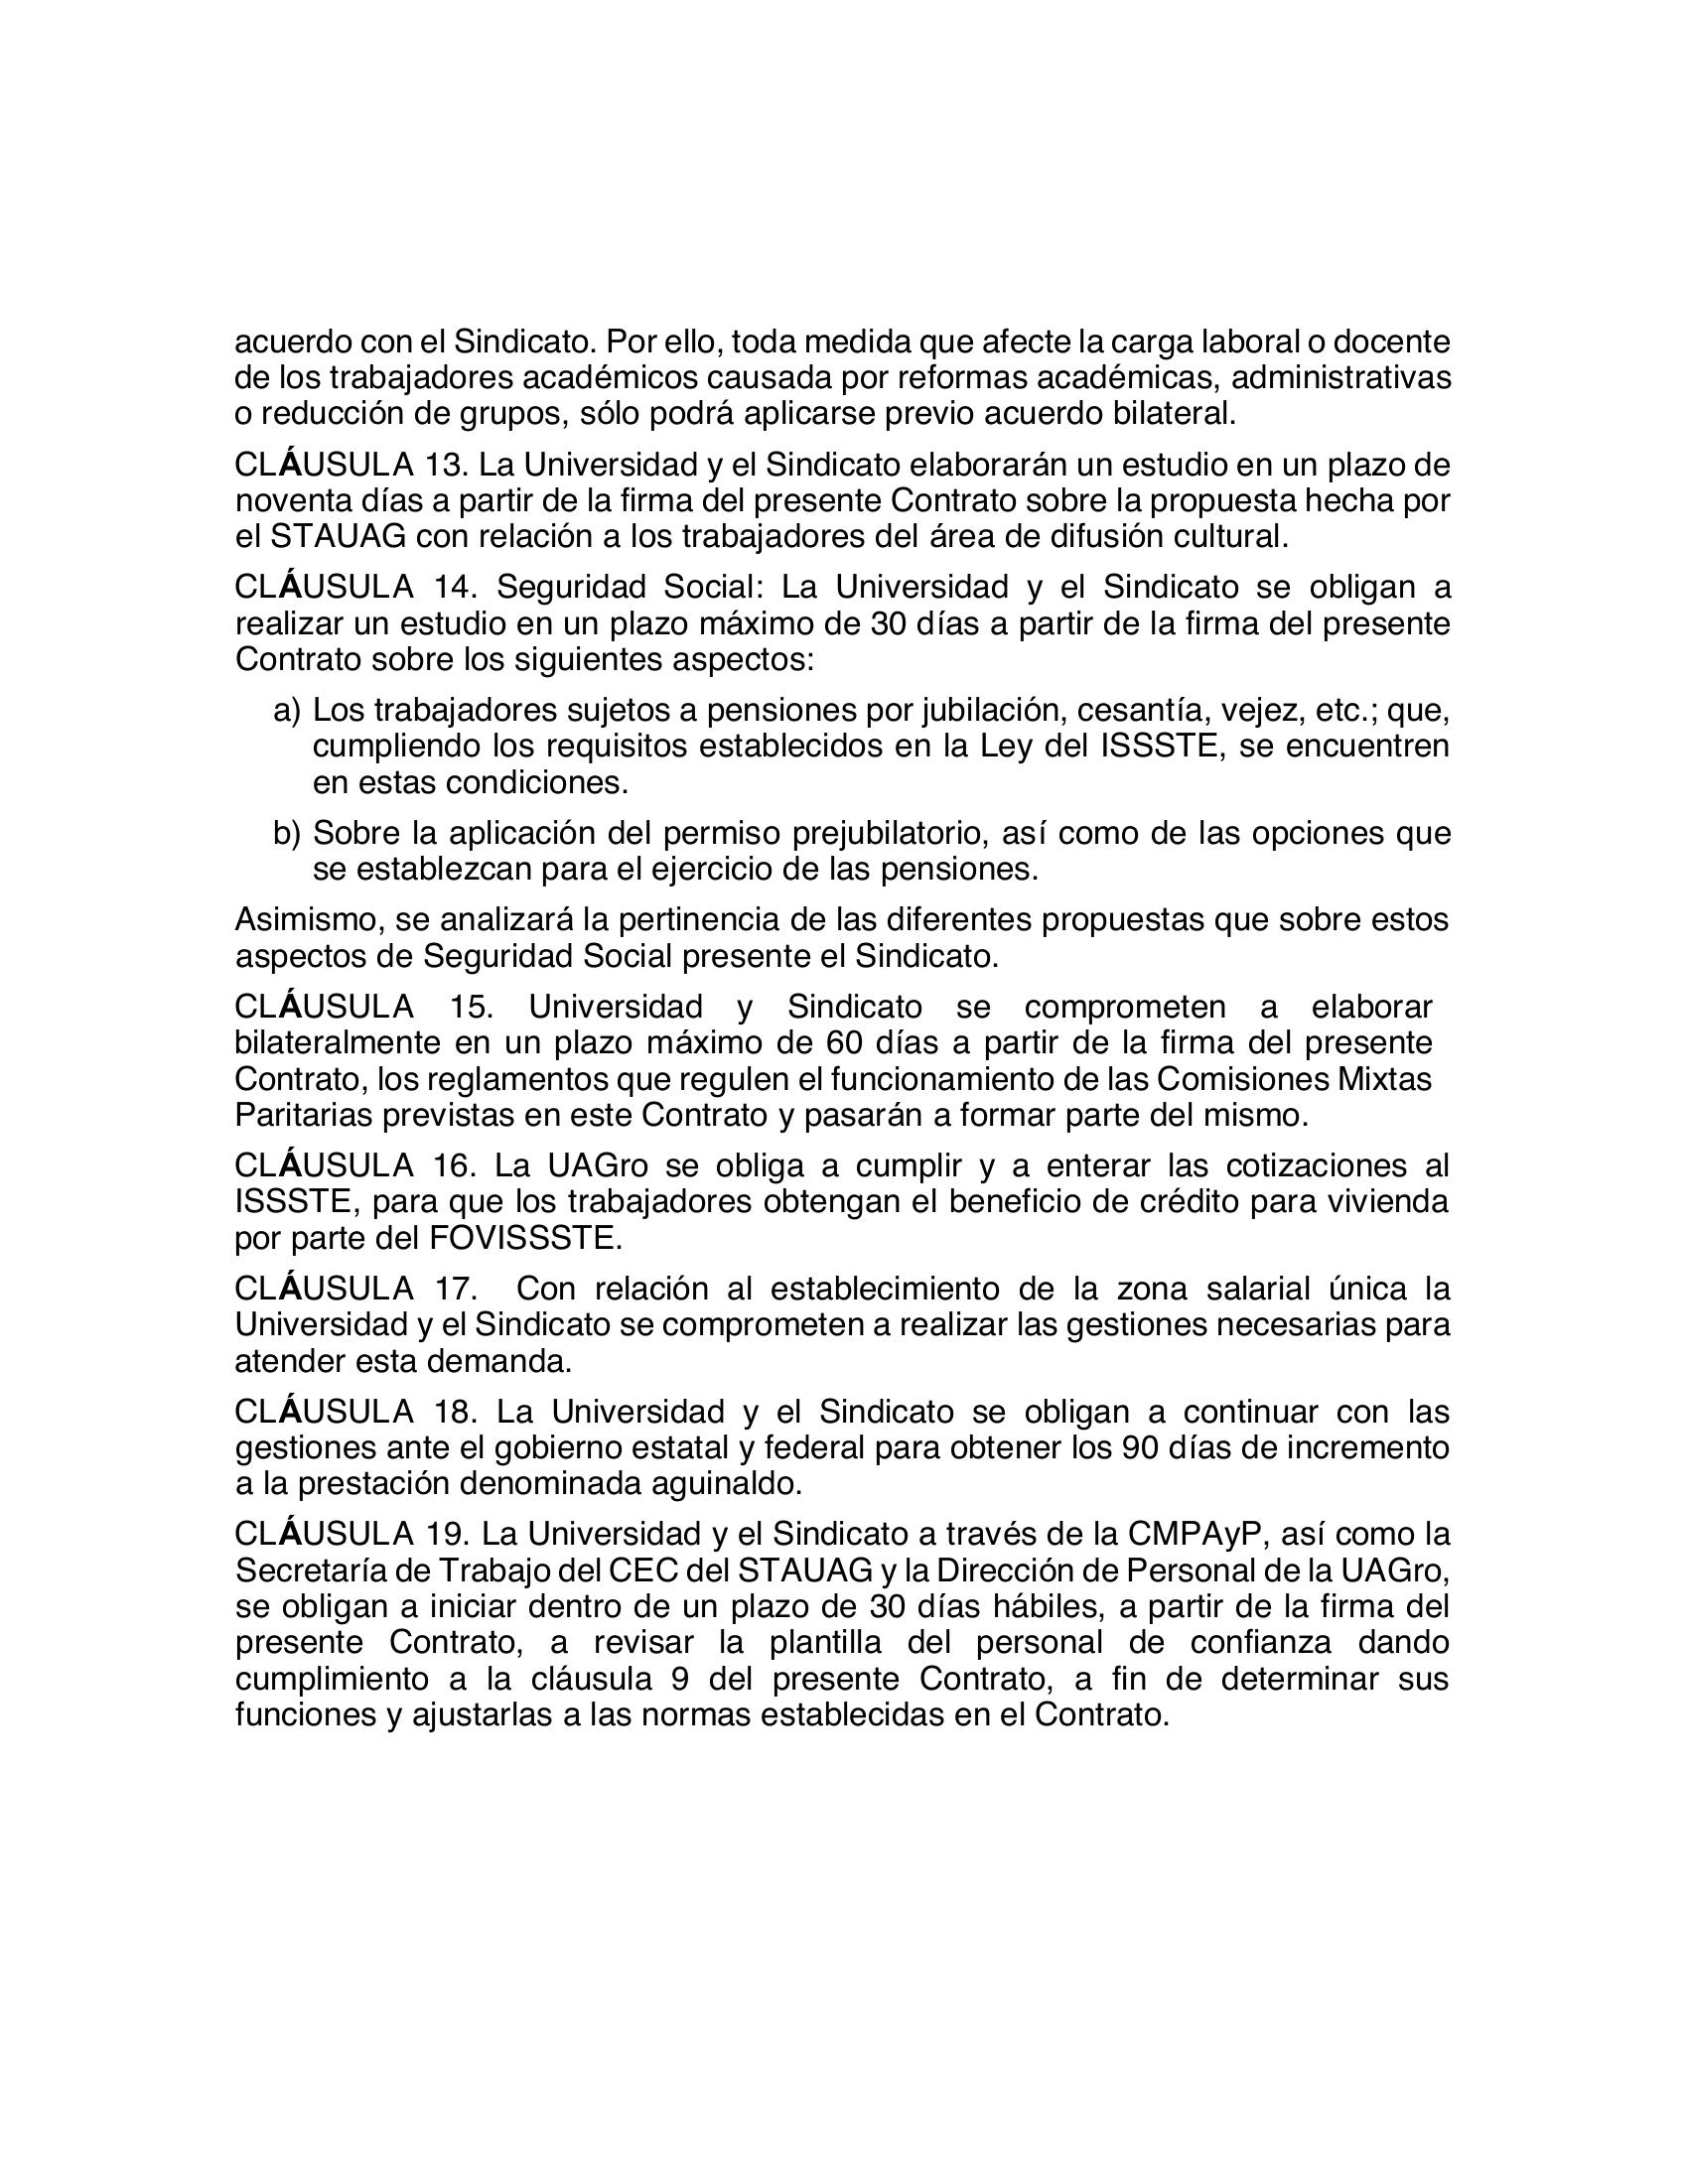 acuerdo con el Sindicato. Por ello, toda medida que afecte la carga laboral o docente
de los trabajadores académicos causada por reformas académicas, administrativas
o reducción de grupos, sólo podrá aplicarse previo acuerdo bilateral.
CLÁUSULA 13. La Universidad y el Sindicato elaborarán un estudio en un plazo de
noventa días a partir de la firma del presente Contrato sobre la propuesta hecha por
el STAUAG con relación a los trabajadores del área de difusión cultural.
CLÁUSULA 14. Seguridad Social: La Universidad y el Sindicato se obligan a
realizar un estudio en un plazo máximo de 30 días a partir de la firma del presente
Contrato sobre los siguientes aspectos:
a) Los trabajadores sujetos a pensiones por jubilación, cesantía, vejez, etc.; que,
cumpliendo los requisitos establecidos en la Ley del ISSSTE, se encuentren
en estas condiciones.
b) Sobre la aplicación del permiso prejubilatorio, así como de las opciones que
se establezcan para el ejercicio de las pensiones.
Asimismo, se analizará la pertinencia de las diferentes propuestas que sobre estos
aspectos de Seguridad Social presente el Sindicato.
CLÁUSULA 15. Universidad y Sindicato se comprometen a elaborar
bilateralmente en un plazo máximo de 60 días a partir de la firma del presente
Contrato, los reglamentos que regulen el funcionamiento de las Comisiones Mixtas
Paritarias previstas en este Contrato y pasarán a formar parte del mismo.
CLÁUSULA 16. La UAGro se obliga a cumplir y a enterar las cotizaciones al
ISSSTE, para que los trabajadores obtengan el beneficio de crédito para vivienda
por parte del FOVISSSTE.
CLÁUSULA 17. Con relación al establecimiento de la zona salarial única la
Universidad y el Sindicato se comprometen a realizar las gestiones necesarias para
atender esta demanda.
CLÁUSULA 18. La Universidad y el Sindicato se obligan a continuar con las
gestiones ante el gobierno estatal y federal para obtener los 90 días de incremento
a la prestación denominada aguinaldo.
CLÁUSULA 19. La Universidad y el Sindicato a través de la CMPAyP, así como la
Secretaría de Trabajo del CEC del STAUAG y la Dirección de Personal de la UAGro,
se obligan a iniciar dentro de un plazo de 30 días hábiles, a partir de la firma del
presente Contrato, a revisar la plantilla del personal de confianza dando
cumplimiento a la cláusula 9 del presente Contrato, a fin de determinar sus
funciones y ajustarlas a las normas establecidas en el Contrato.